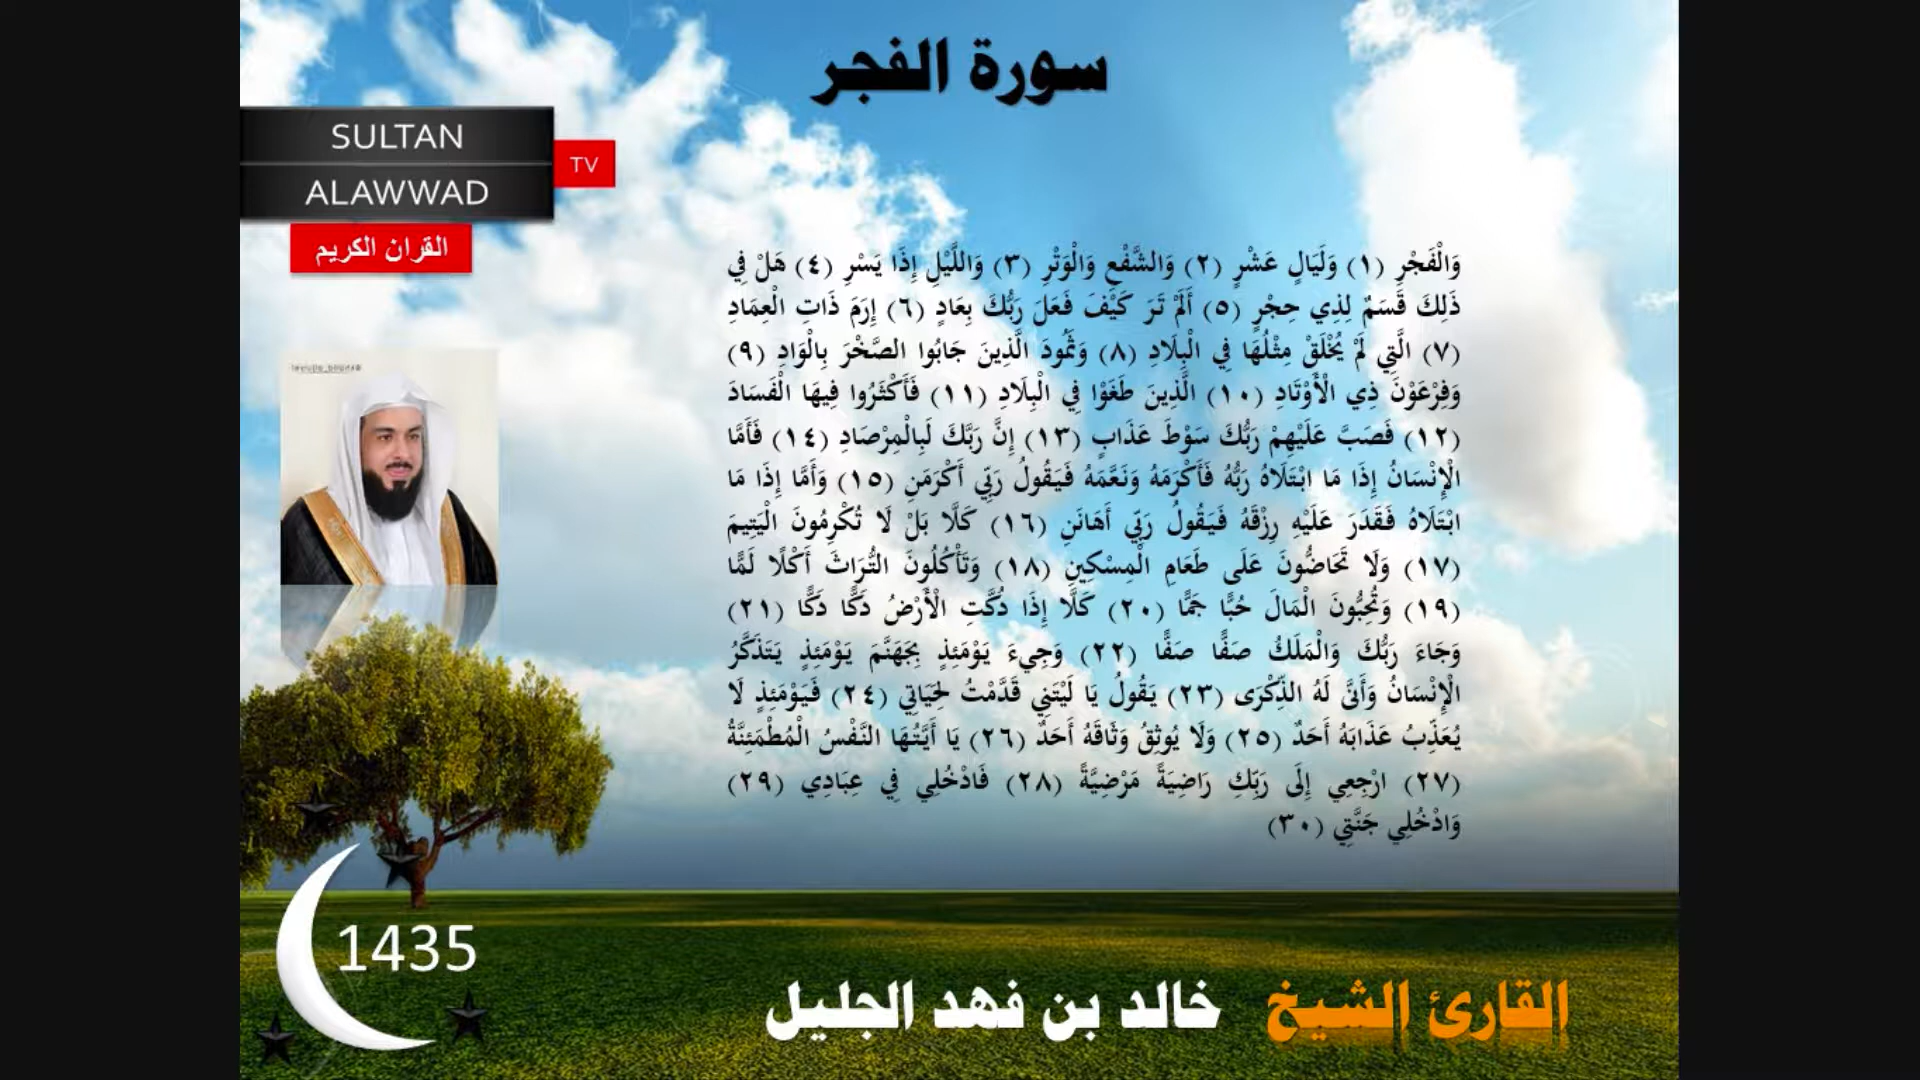 سورة الفجر
SULTAN
ALAWWAD
TV
القران الكريم
وَالْفَجْرِ (١) وَلَيَالٍ عَشْرٍ (٢) وَالشَّفْعِ وَالْوَتْرِ (٣) وَاللَّيْلِ إِذَا يَسْرِ (٤) هَلْ فِي
ذَلِكَ قَسَمٌ لِذِي حِجْرٍ (٥) أَلَمْ تَرَ كَيْفَ فَعَلَ رَبُّكَ بِعَادٍ (٦) إِرَمَ ذَاتِ الْعِمَادِ
(٧) الَّتِي لَمْ يُخْلَقْ مِثْلُهَا فِي الْبِلَادِ (٨) وَثَمُودَ الَّذِينَ جَابُوا الصَّخْرَ بِالْوَادِ (٩)
وَفِرْعَوْنَ ذِي الْأَوْتَادِ (١٠) الَّذِينَ طَغَوْا فِي الْبِلَادِ (١١) فَأَكْثَرُوا فِيهَا الْفَسَادَ
(١٢) فَصَبَّ عَلَيْهِمْ رَبُّكَ سَوْطَ عَذَابٍ (١٣) إِنَّ رَبَّكَ لَبِالْمِرْصَادِ (١٤) فَأَمَّا
الْإِنْسَانُ إِذَا مَا ابْتَلَاهُ رَبُّهُ فَأَكْرَمَهُ وَنَعَّمَهُ فَيَقُولُ رَبِّي أَكْرَمَنِ (١٥) وَأَمَّا إِذَا مَا
ابْتَلَاهُ فَقَدَرَ عَلَيْهِ رِزْقَهُ فَيَقُولُ رَبِّي أَهَانَنِ (١٦) كَلَّا بَلْ لَا تُكْرِمُونَ الْيَتِيمَ
(١٧) وَلَا تَحَاضُّونَ عَلَى طَعَامِ الْمِسْكِينِ (١٨) وَتَأْكُلُونَ التُّرَاثَ أَكْلًا لَمًّا
(١٩) وَتُحِبُّونَ الْمَالَ حُبًّا جَمًّا (٢٠) كَلَّا إِذَا دُكَّتِ الْأَرْضُ دَكًّا دَكًّا (٢١)
وَجَاءَ رَبُّكَ وَالْمَلَكُ صَفًّا صَفًّا (٢٢) وَجِيءَ يَوْمَئِذٍ بِجَهَنَّمَ يَوْمَئِذٍ يَتَذَكَّرُ
الْإِنْسَانُ وَأَنَّى لَهُ الذِّكْرَى (٢٣) يَقُولُ يَا لَيْتَنِي قَدَّمْتُ لِحَيَاتِي (٢٤) فَيَوْمَئِذٍ لَا
يُعَذِّبُ عَذَابَهُ أَحَدٌ (٢٥) وَلَا يُوثِقُ وَثَاقَهُ أَحَدٌ (٢٦) يَا أَيَّتُهَا النَّفْسُ الْمُطْمَئِنَّةُ
(٢٧) ارْجِعِي إِلَى رَبِّكِ رَاضِيَةً مَرْضِيَّةً (٢٨) فَادْخُلِي فِي عِبَادِي (٢٩)
وَادْخُلِي جَنَّتِي (٣٠)
1435
القارئ الشيخ خالد بن فهد الجليل